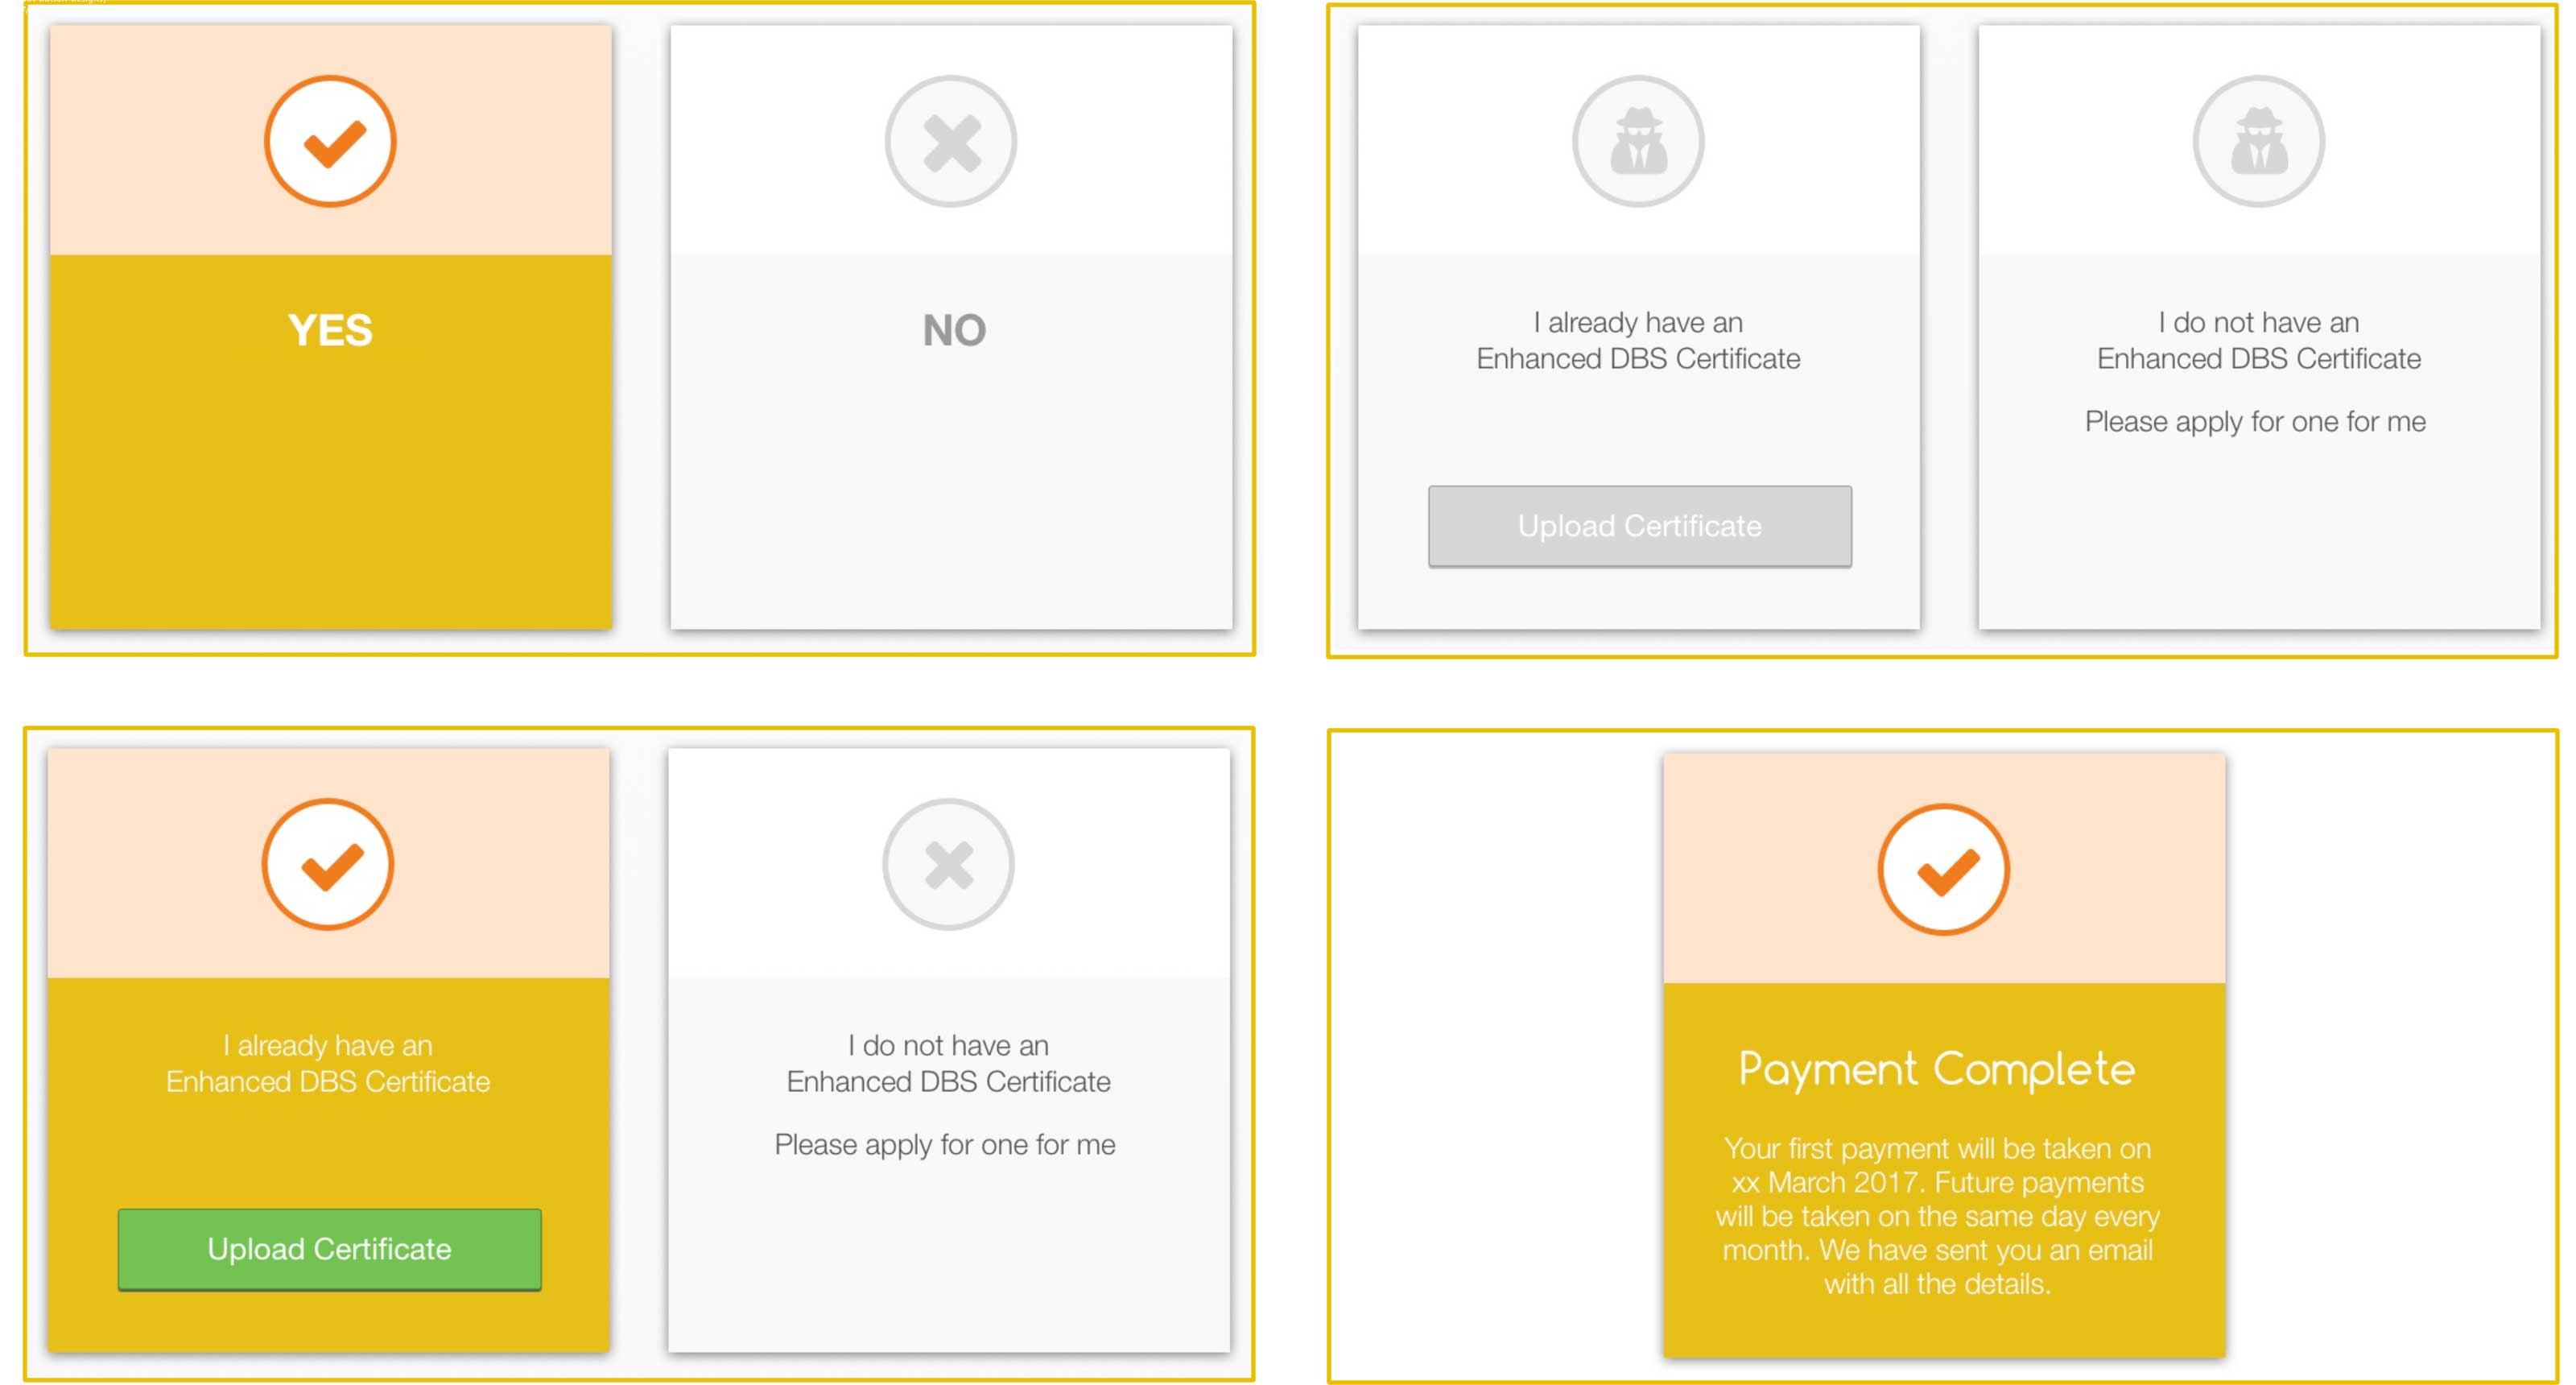 YES
NO
I already have an
Enhanced DBS Certificate
Upload Certificate
I do not have an
Enhanced DBS Certificate
Please apply for one for me
I already have an
Enhanced DBS Certificate
Upload Certificate
I do not have an
Enhanced DBS Certificate
Please apply for one for me
Payment Complete
Your first payment will be taken on
xx March 2017. Future payments
will be taken on the same day every
month. We have sent you an email
with all the details.